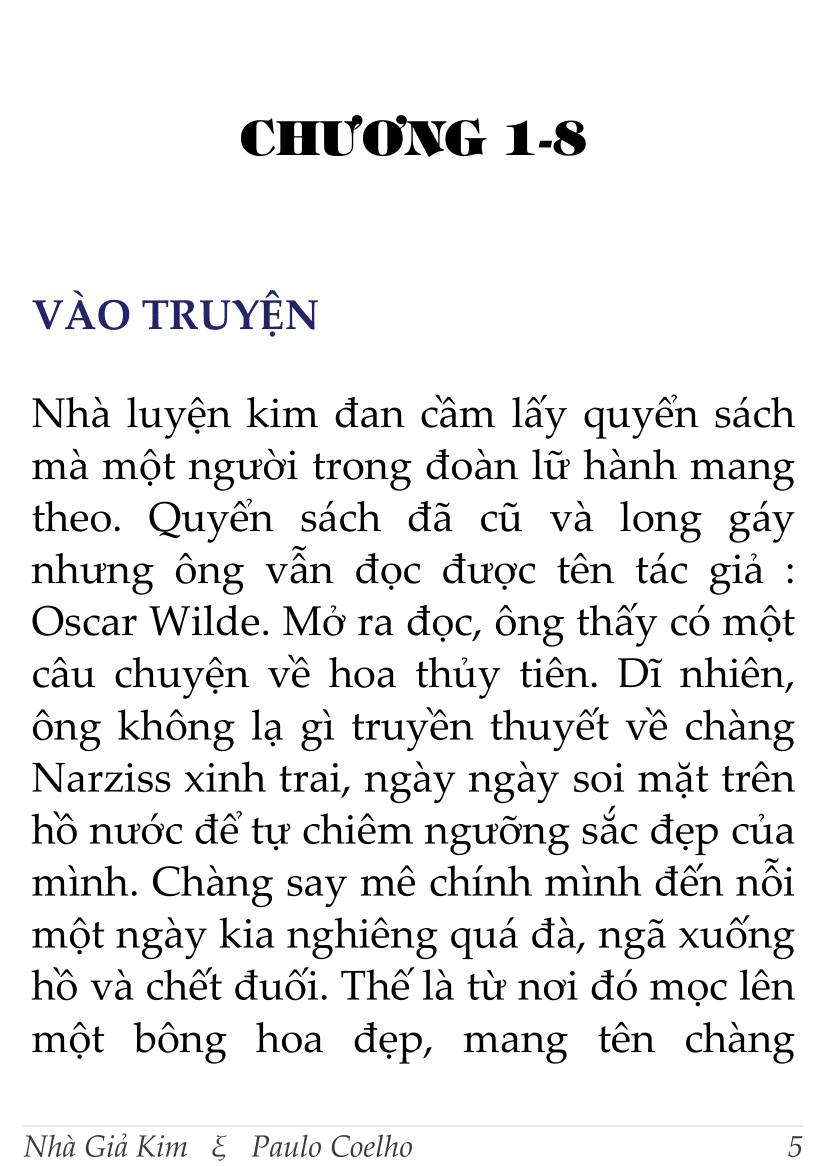 CHƯƠNG 1-8
VÀO TRUYỆN
Nhà luyện kim đan cầm lấy quyển sách
mà một người trong đoàn lữ hành mang
theo. Quyển sách đã cũ và long gáy
nhưng ông vẫn đọc được tên tác giả :
Oscar Wilde. Mở ra đọc, ông thấy có một
câu chuyện về hoa thủy tiên. Dĩ nhiên,
ông không lạ gì truyền thuyết về chàng
Narziss xinh trai, ngày ngày soi mặt trên
hồ nước để tự chiêm ngưỡng sắc đẹp của
mình. Chàng say mê chính mình đến nỗi
một ngày kia nghiêng quá đà, ngã xuống
hồ và chết đuối. Thế là từ nơi đó mọc lên
một bông hoa đẹp, mang tên chàng
Nhà Giả Kim ξ Paulo Coelho 5